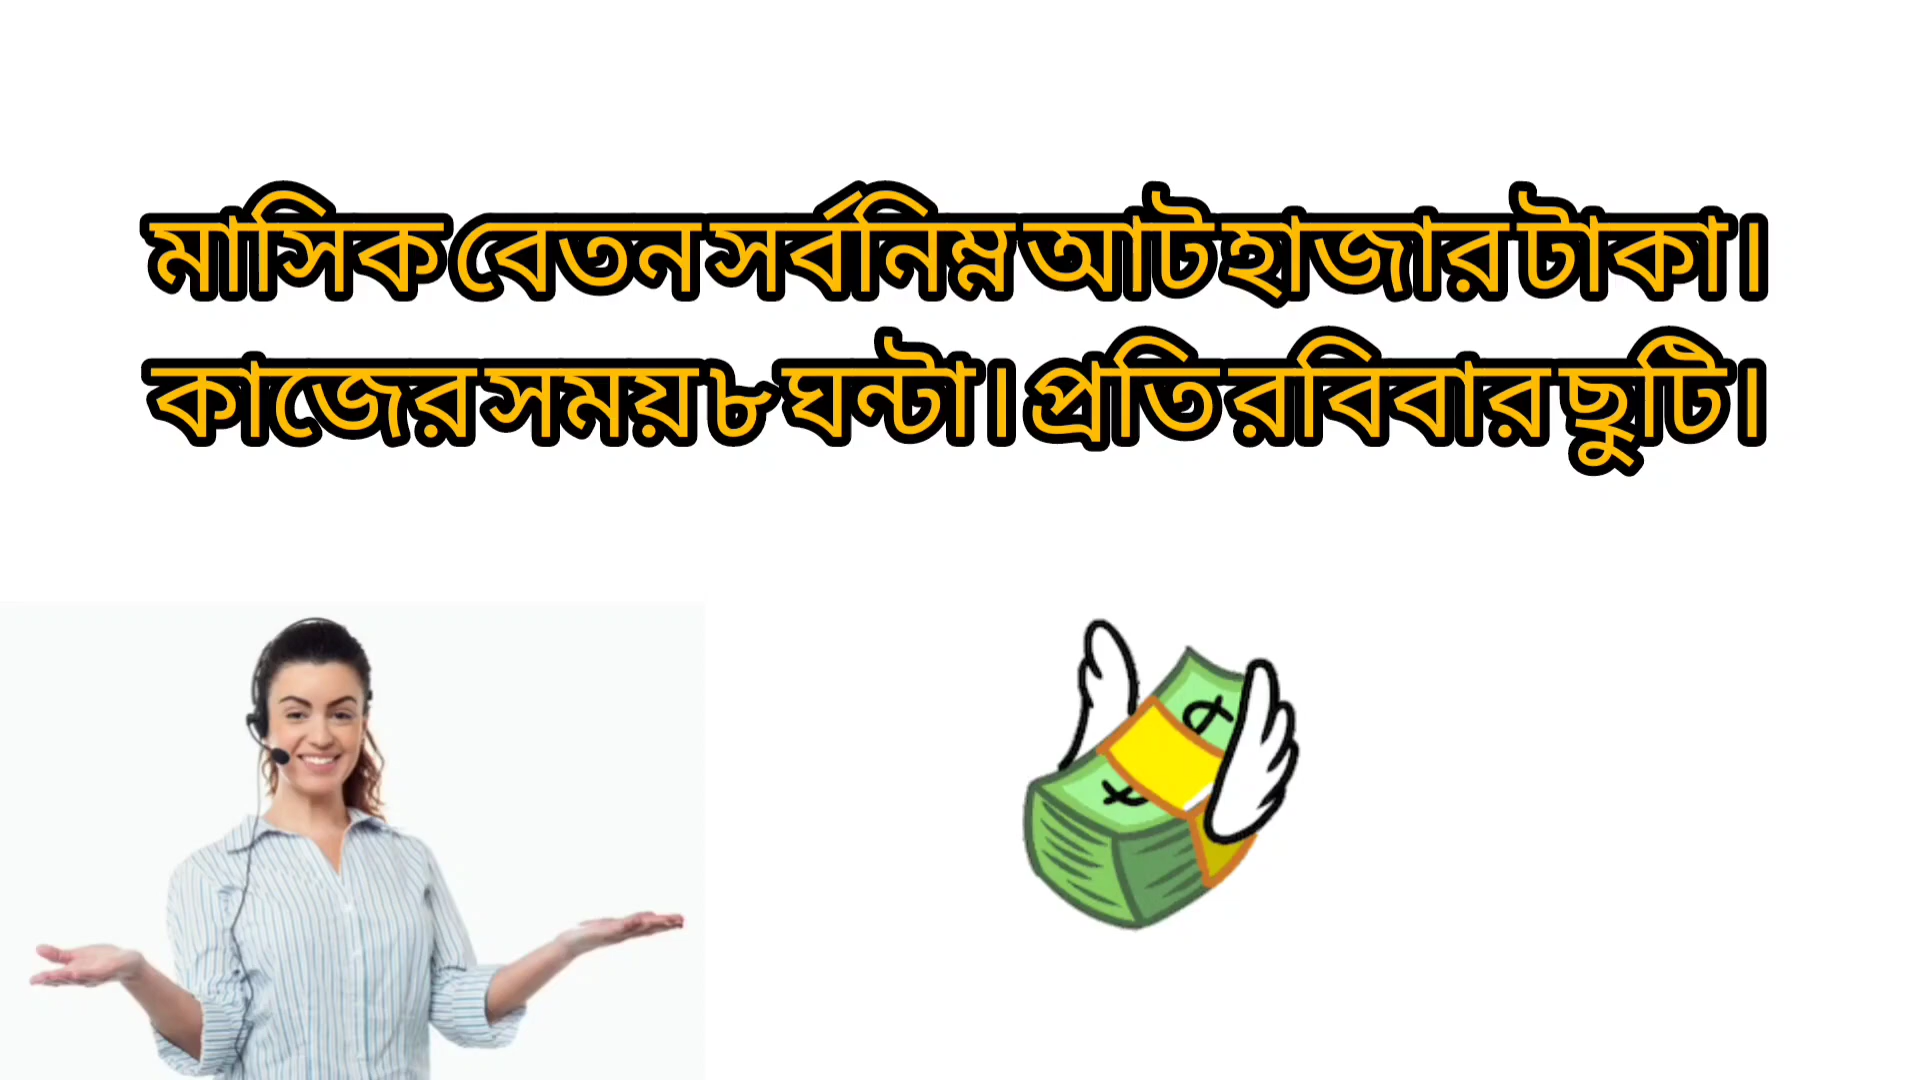 মাসিক বেতন সর্বনিম্ন আট হাজার টাকা।
কাজের সময় ৮ ঘন্টা। প্রতি রবিবার ছুটি।